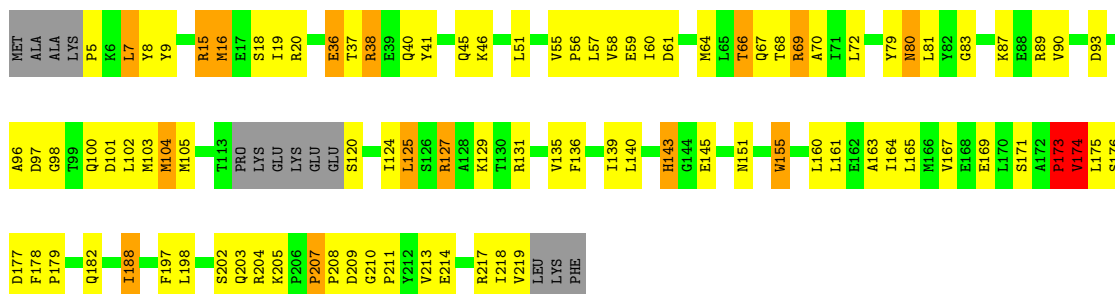 MET ALA ALA LYS P5 K6 L7 Y8 Y9 R15 M16 E17 S18 I19 R20 E36 T37 R38 E39 Q40 Y41 Q45 K46 L51 V55 P56 L57 V58 E59 I60 D61 M64 L65 T66 Q67 T68 R69 A70 I71 L72 Y79 N80 L81 Y82 G83 K87 E88 R89 V90 D93
A96 D97 G98 T99 Q100 D101 L102 M103 M104 M105 T113 PRO LYS GLU LYS GLU GLU S120 I124 L125 S126 R127 A128 K129 T130 R131 V135 F136 I139 L140 H143 G144 E145 N151 W155 L160 L161 E162 A163 I164 L165 M166 V167 E168 E169 L170 S171 A172 P173 V174 L175 S176
D177 F178 P179 Q182 I188 F197 L198 S202 Q203 R204 K205 P206 P207 P208 D209 G210 P211 Y212 V213 E214 R217 I218 V219 LEU LYS PHE